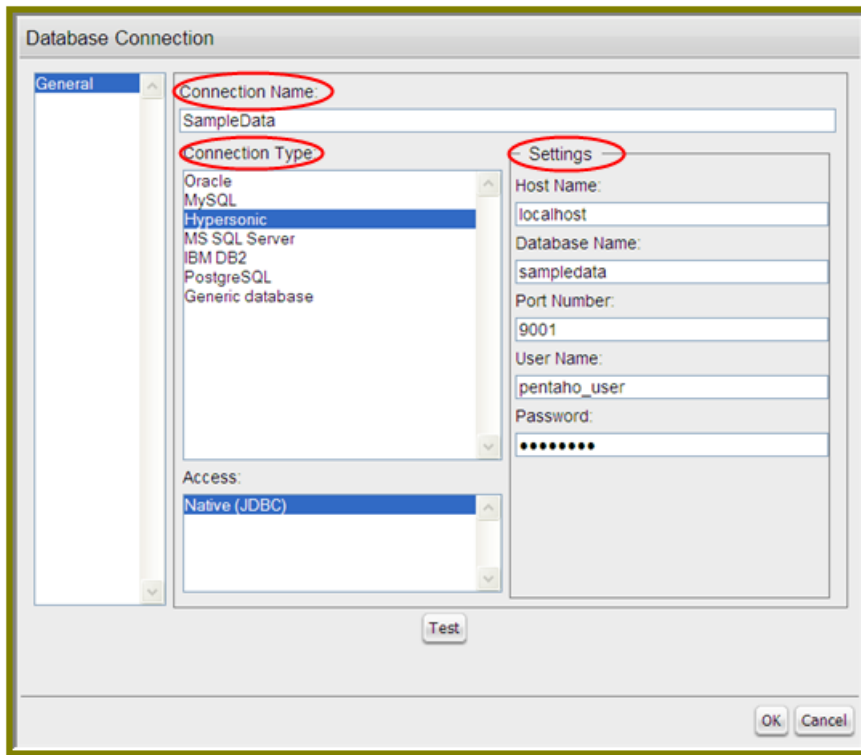 Database Connection
General
Connection Name:
SampleData
Connection Type:
Oracle
MySQL
Hypersonic
MS SQL Server
IBM DB2
PostgreSQL
Generic database
Access:
Native (JDBC)
Settings
Host Name:
localhost
Database Name:
sampledata
Port Number:
9001
User Name:
pentaho_user
Password:
••••••••
Test
OK
Cancel